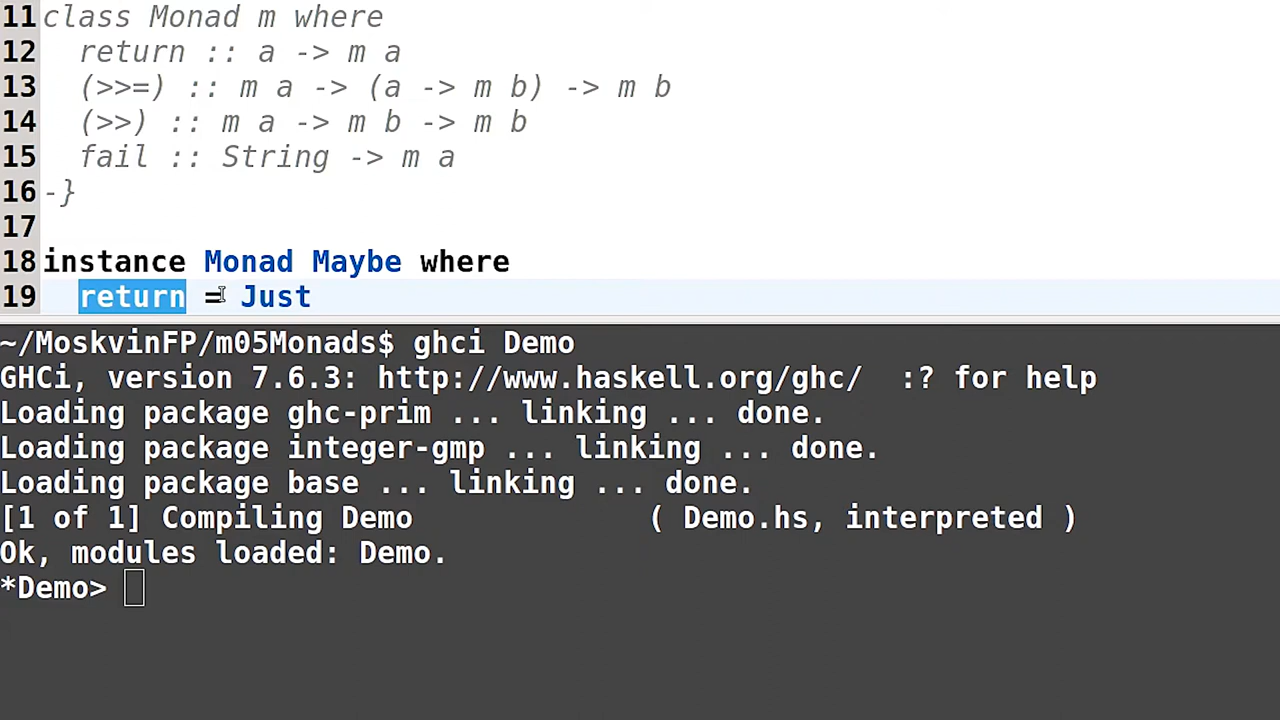 11 class Monad m where
12   return :: a -> m a
13   (>>=) :: m a -> (a -> m b) -> m b
14   (>>) :: m a -> m b -> m b
15   fail :: String -> m a
16 -}
17
18 instance Monad Maybe where
19   return = Just
~/MoskvinFP/m05Monads$ ghci Demo
GHCi, version 7.6.3: http://www.haskell.org/ghc/  :? for help
Loading package ghc-prim ... linking ... done.
Loading package integer-gmp ... linking ... done.
Loading package base ... linking ... done.
[1 of 1] Compiling Demo             ( Demo.hs, interpreted )
Ok, modules loaded: Demo.
*Demo>